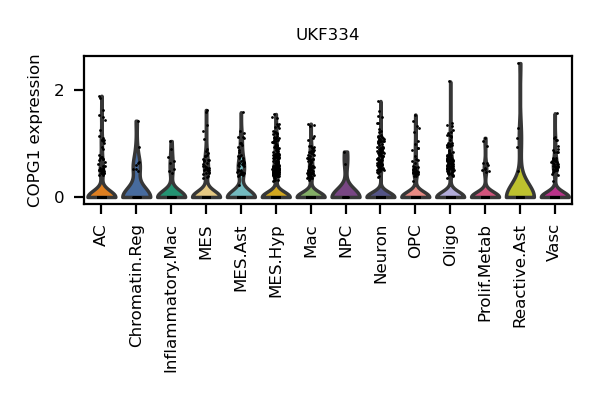 UKF334
COPG1 expression
2
0
AC
Chromatin.Reg
Inflammatory.Mac
MES
MES.Ast
MES.Hyp
Mac
NPC
Neuron
OPC
Oligo
Prolif.Metab
Reactive.Ast
Vasc